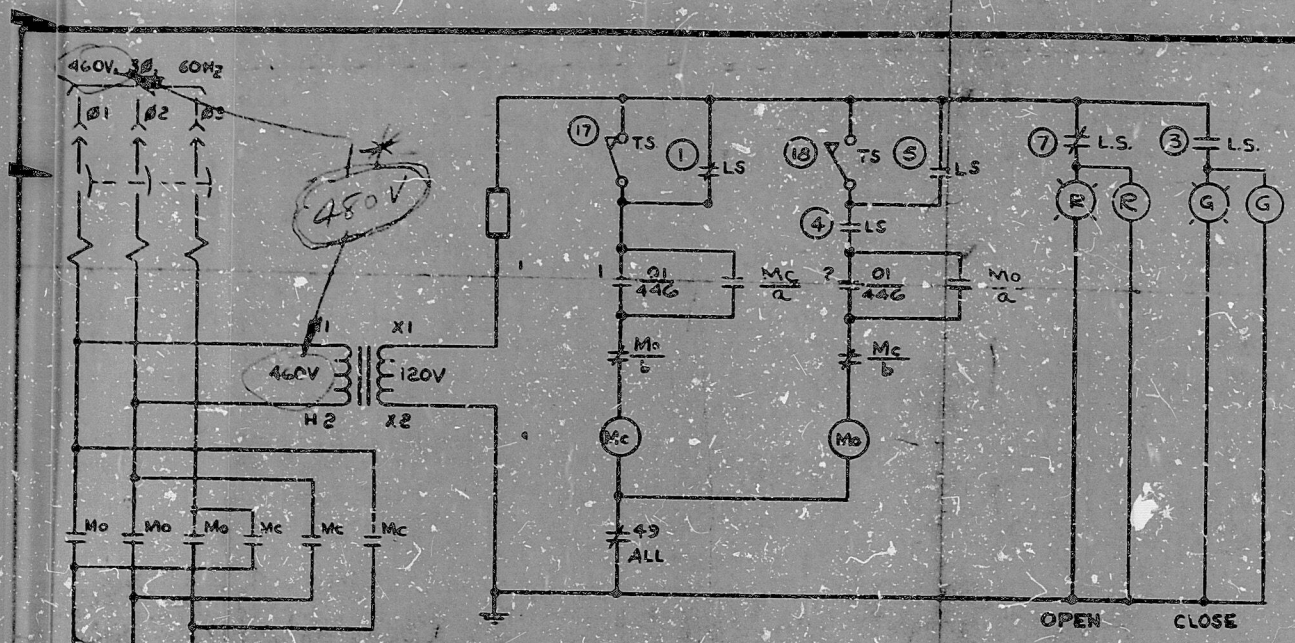 460V, 3Ø, 60HZ
Ø1 Ø2 Ø3
480V
17 TS
1 LS
18 TS
5 LS
7 L.S.
3 L.S.
R R G G
4 LS
1 01/446
Mc/a
2 01/446
Mo/a
H1 X1
460V 120V
H2 X2
Mo/b
Mc/b
Mc
Mo
Mo Mo Mo Mc Mc Mc
49
ALL
OPEN CLOSE